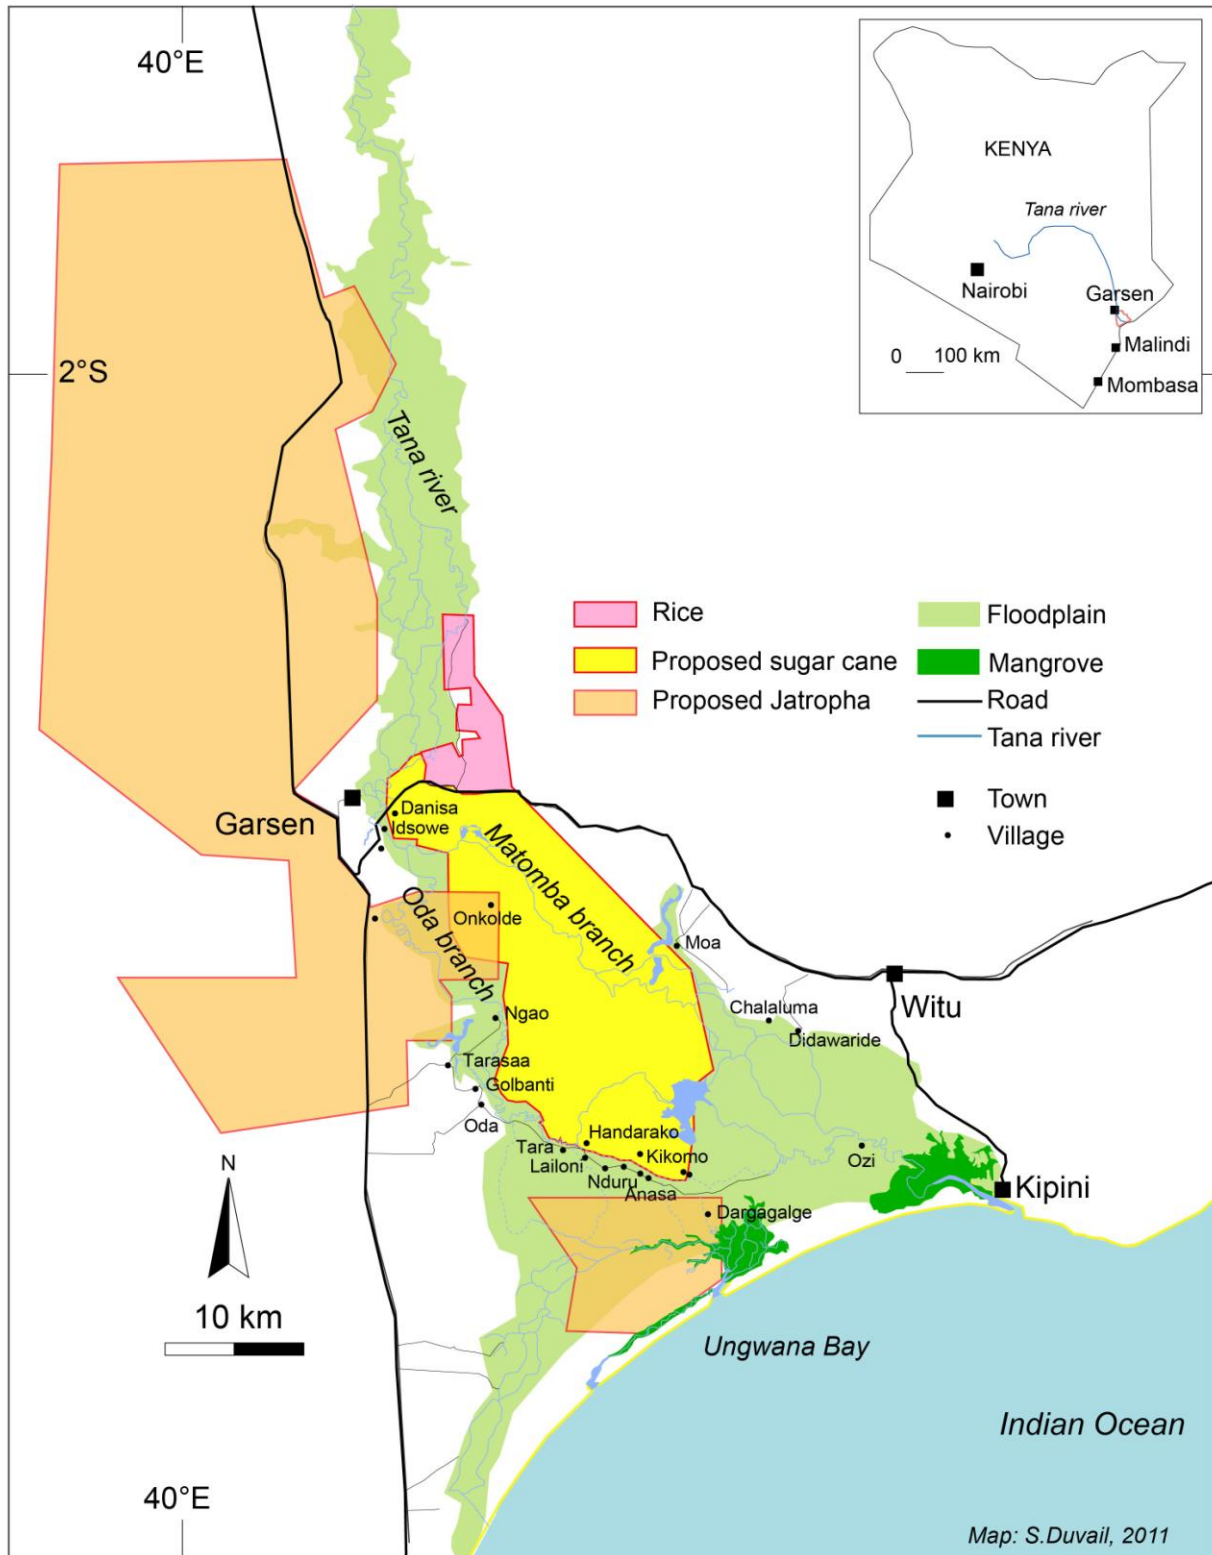 40°E
KENYA
Tana river
Nairobi
Garsen
Malindi
Mombasa
0 100 km
2°S
Tana river
Rice
Proposed sugar cane
Proposed Jatropha
Floodplain
Mangrove
Road
Tana river
Town
Village
Garsen
Danisa
Idsowe
Matomba branch
Oda branch
Onkolde
Moa
Witu
Ngao
Chalaluma
Didawaride
Tarasaa
Golbanti
Oda
Handarako
Tara
Lailoni
Kikomo
Nduru
Anasa
Ozi
Kipini
Dargagalge
N
10 km
Ungwana Bay
Indian Ocean
40°E
Map: S.Duvail, 2011